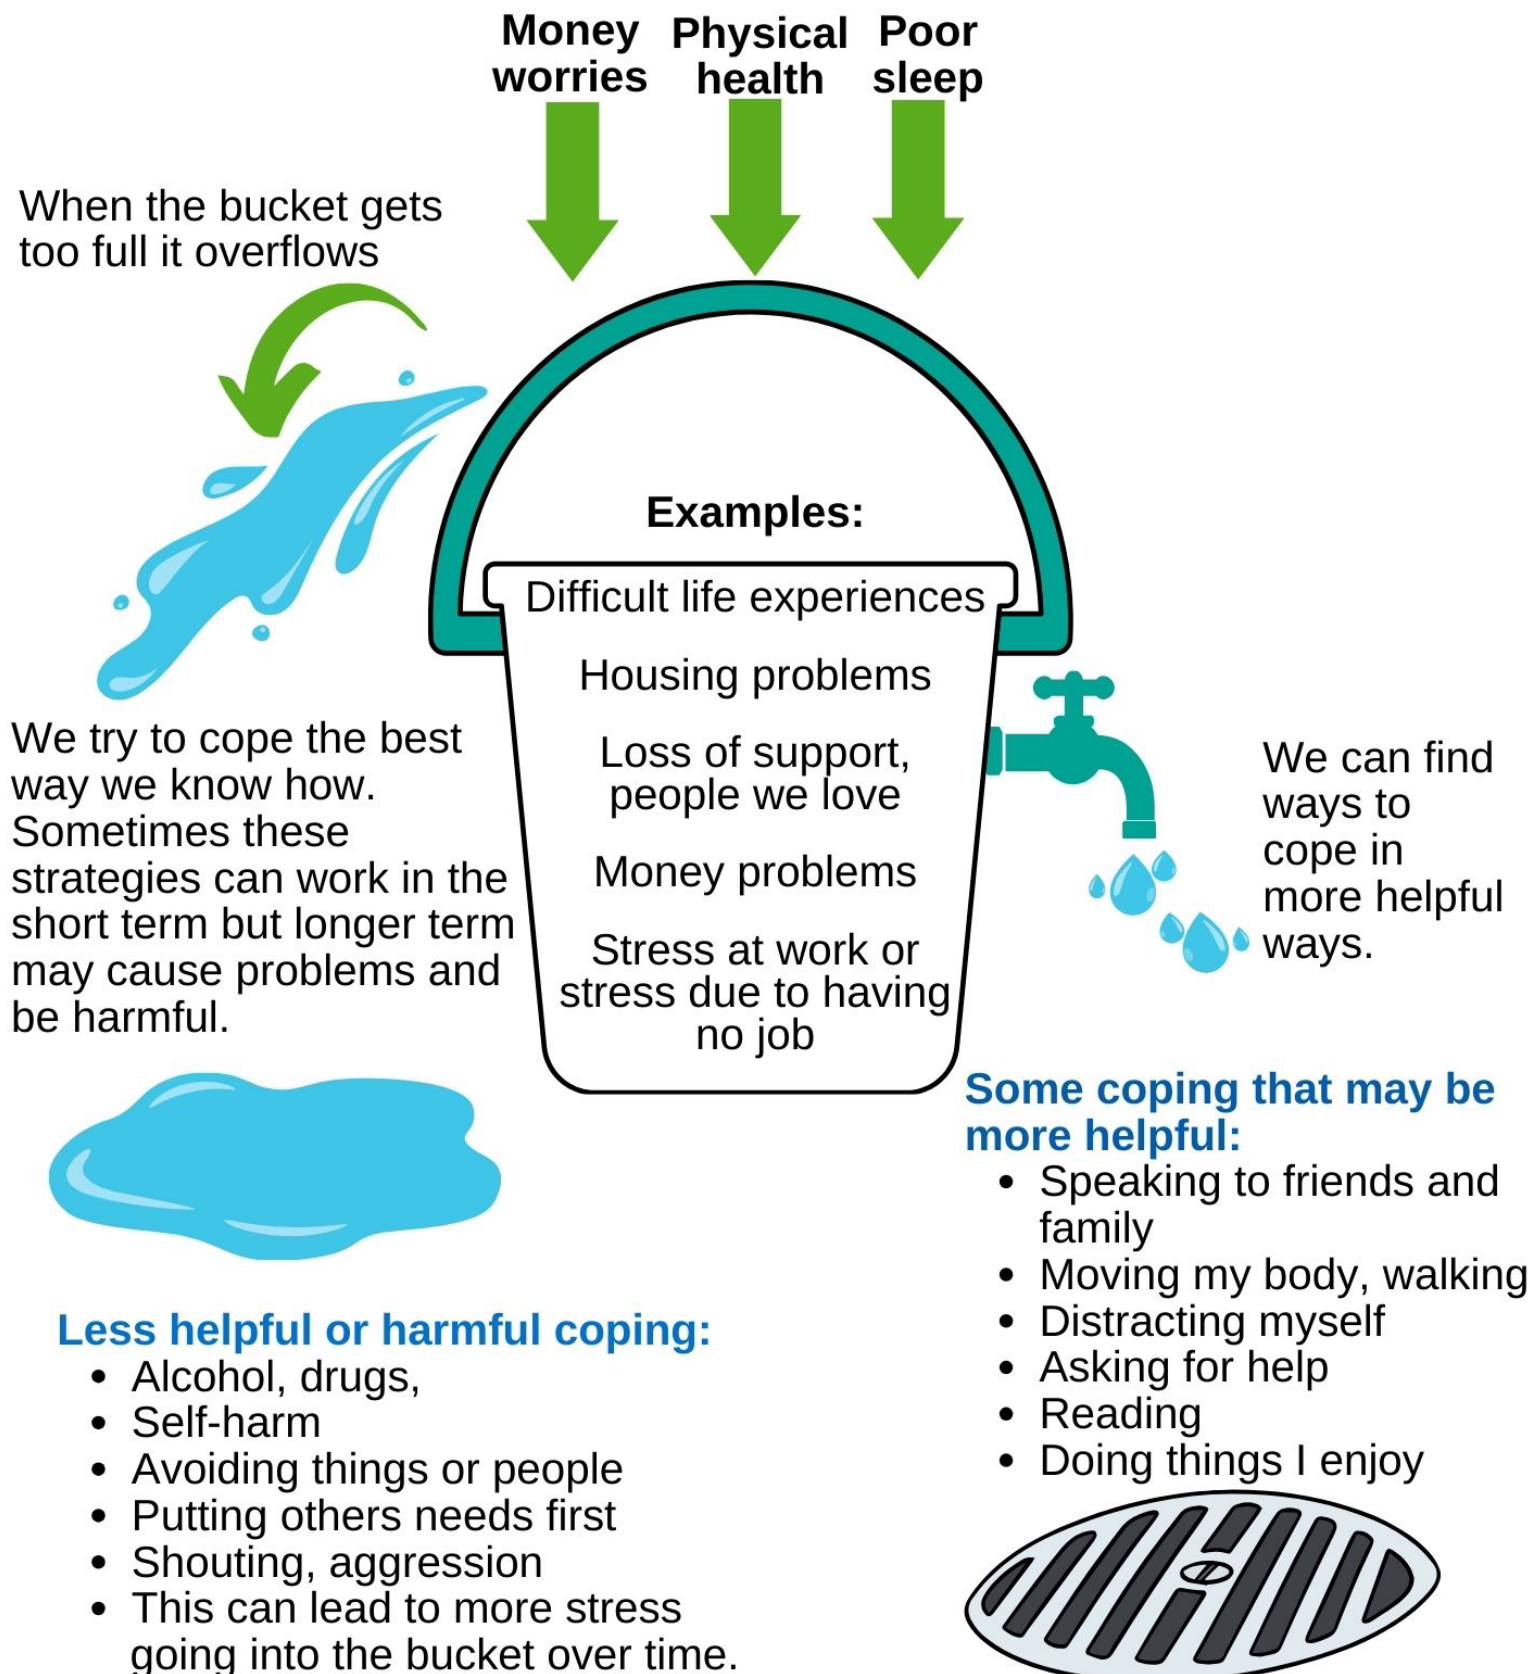 Money
worries
Physical
health
Poor
sleep
When the bucket gets
too full it overflows
Examples:
Difficult life experiences
Housing problems
Loss of support,
people we love
Money problems
Stress at work or
stress due to having
no job
We try to cope the best
way we know how.
Sometimes these
strategies can work in the
short term but longer term
may cause problems and
be harmful.
We can find
ways to
cope in
more helpful
ways.
Some coping that may be
more helpful:
• Speaking to friends and
family
• Moving my body, walking
• Distracting myself
• Asking for help
• Reading
• Doing things I enjoy
Less helpful or harmful coping:
• Alcohol, drugs,
• Self-harm
• Avoiding things or people
• Putting others needs first
• Shouting, aggression
• This can lead to more stress
going into the bucket over time.